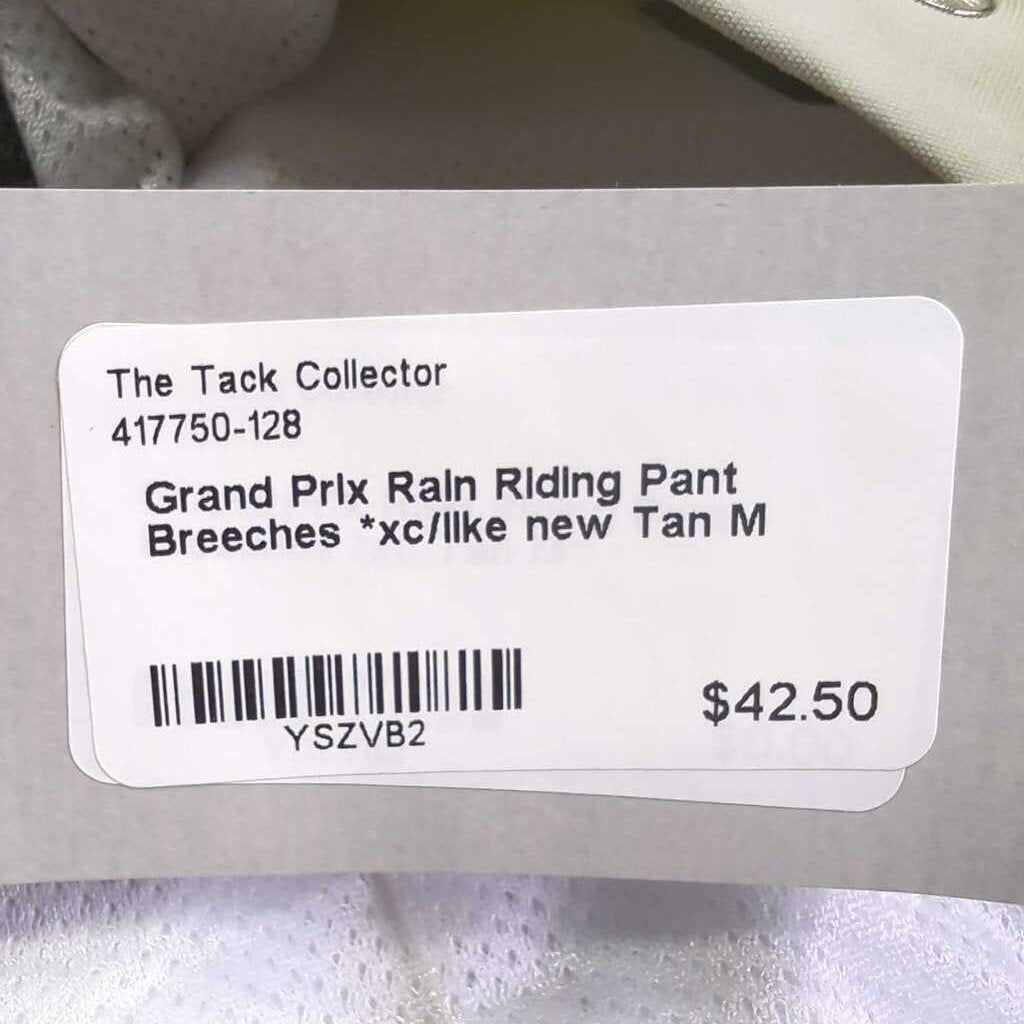 The Tack Collector
417750-128
Grand Prix Rain Riding Pant
Breeches *xc/like new Tan M
YSZVB2
$42.50